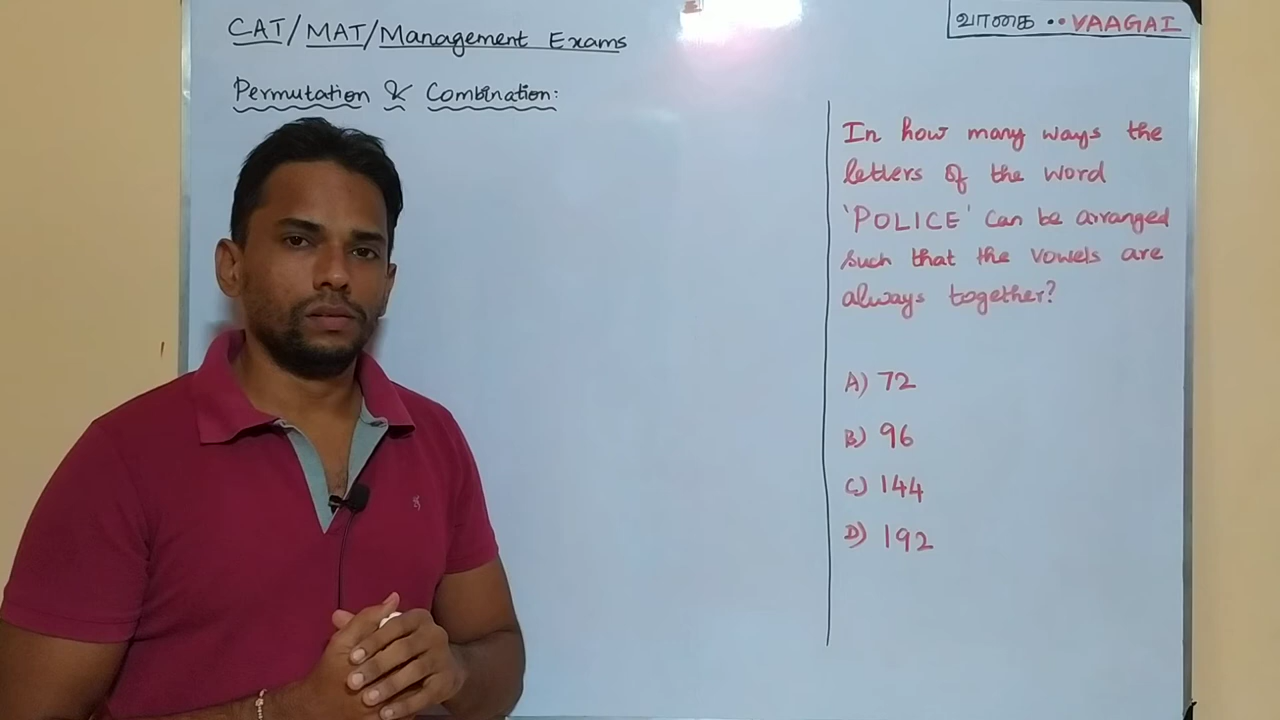 CAT/MAT/Management Exams
வாகை ..VAAGAI
Permutation & Combination:
In how many ways the
letters of the word
'POLICE' can be arranged
such that the vowels are
always together?
A) 72
B) 96
C) 144
D) 192